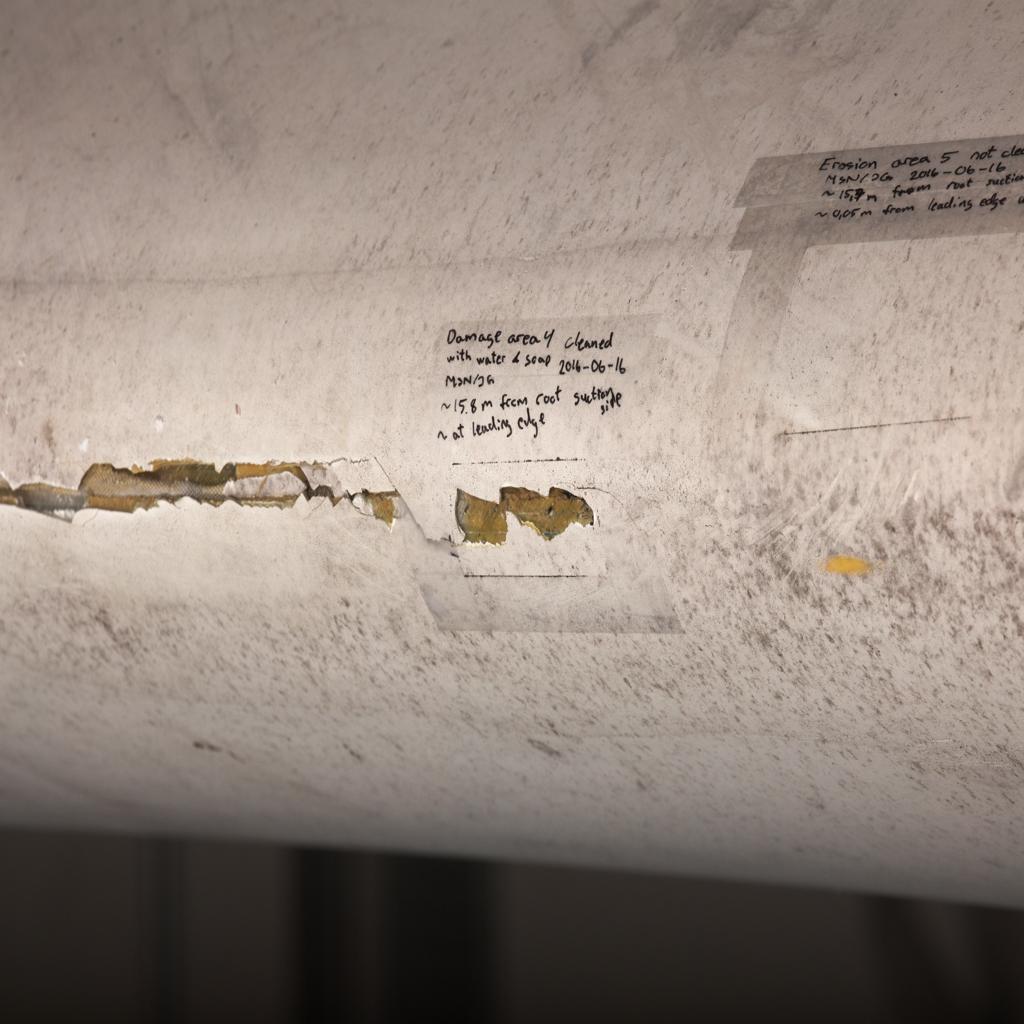 Erosion area 5 not
MSN/JG 2016-06-16
~ 15,7 m from root suction
~ 0,05 m from leading edge
Damage area 4 cleaned
with water & soap 2016-06-16
MSN/JG
~15.8 m from root suction
side
~ at leading edge